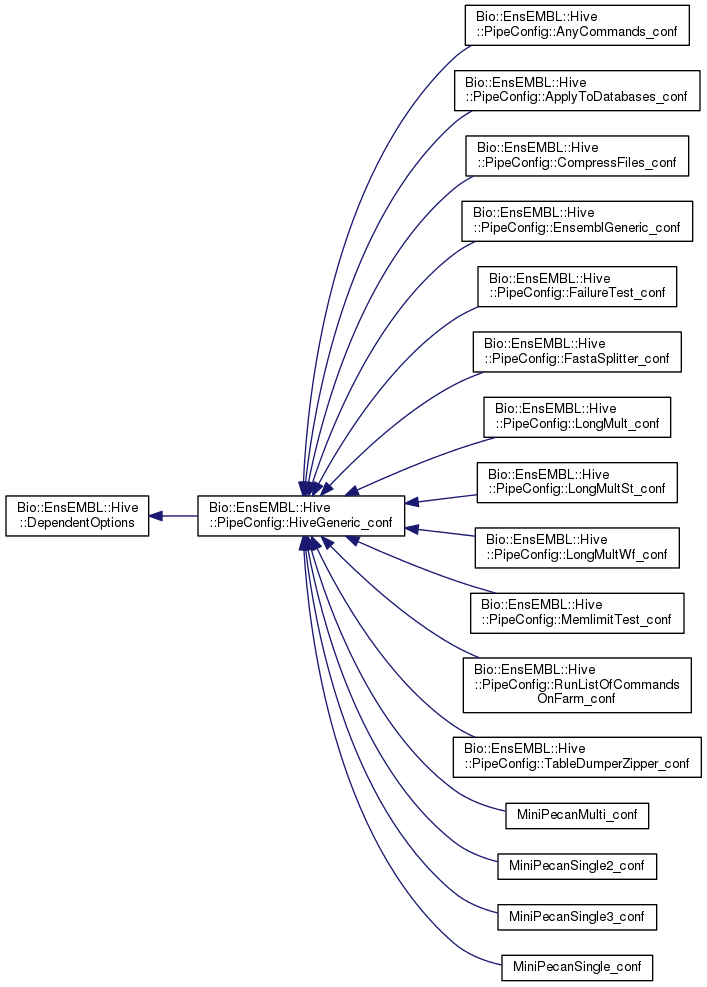 Bio::EnsEMBL::Hive
::PipeConfig::AnyCommands_conf
Bio::EnsEMBL::Hive
::PipeConfig::ApplyToDatabases_conf
Bio::EnsEMBL::Hive
::PipeConfig::CompressFiles_conf
Bio::EnsEMBL::Hive
::PipeConfig::EnsemblGeneric_conf
Bio::EnsEMBL::Hive
::PipeConfig::FailureTest_conf
Bio::EnsEMBL::Hive
::PipeConfig::FastaSplitter_conf
Bio::EnsEMBL::Hive
::PipeConfig::LongMult_conf
Bio::EnsEMBL::Hive
::PipeConfig::LongMultSt_conf
Bio::EnsEMBL::Hive
::DependentOptions
Bio::EnsEMBL::Hive
::PipeConfig::HiveGeneric_conf
Bio::EnsEMBL::Hive
::PipeConfig::LongMultWf_conf
Bio::EnsEMBL::Hive
::PipeConfig::MemlimitTest_conf
Bio::EnsEMBL::Hive
::PipeConfig::RunListOfCommands
OnFarm_conf
Bio::EnsEMBL::Hive
::PipeConfig::TableDumperZipper_conf
MiniPecanMulti_conf
MiniPecanSingle2_conf
MiniPecanSingle3_conf
MiniPecanSingle_conf